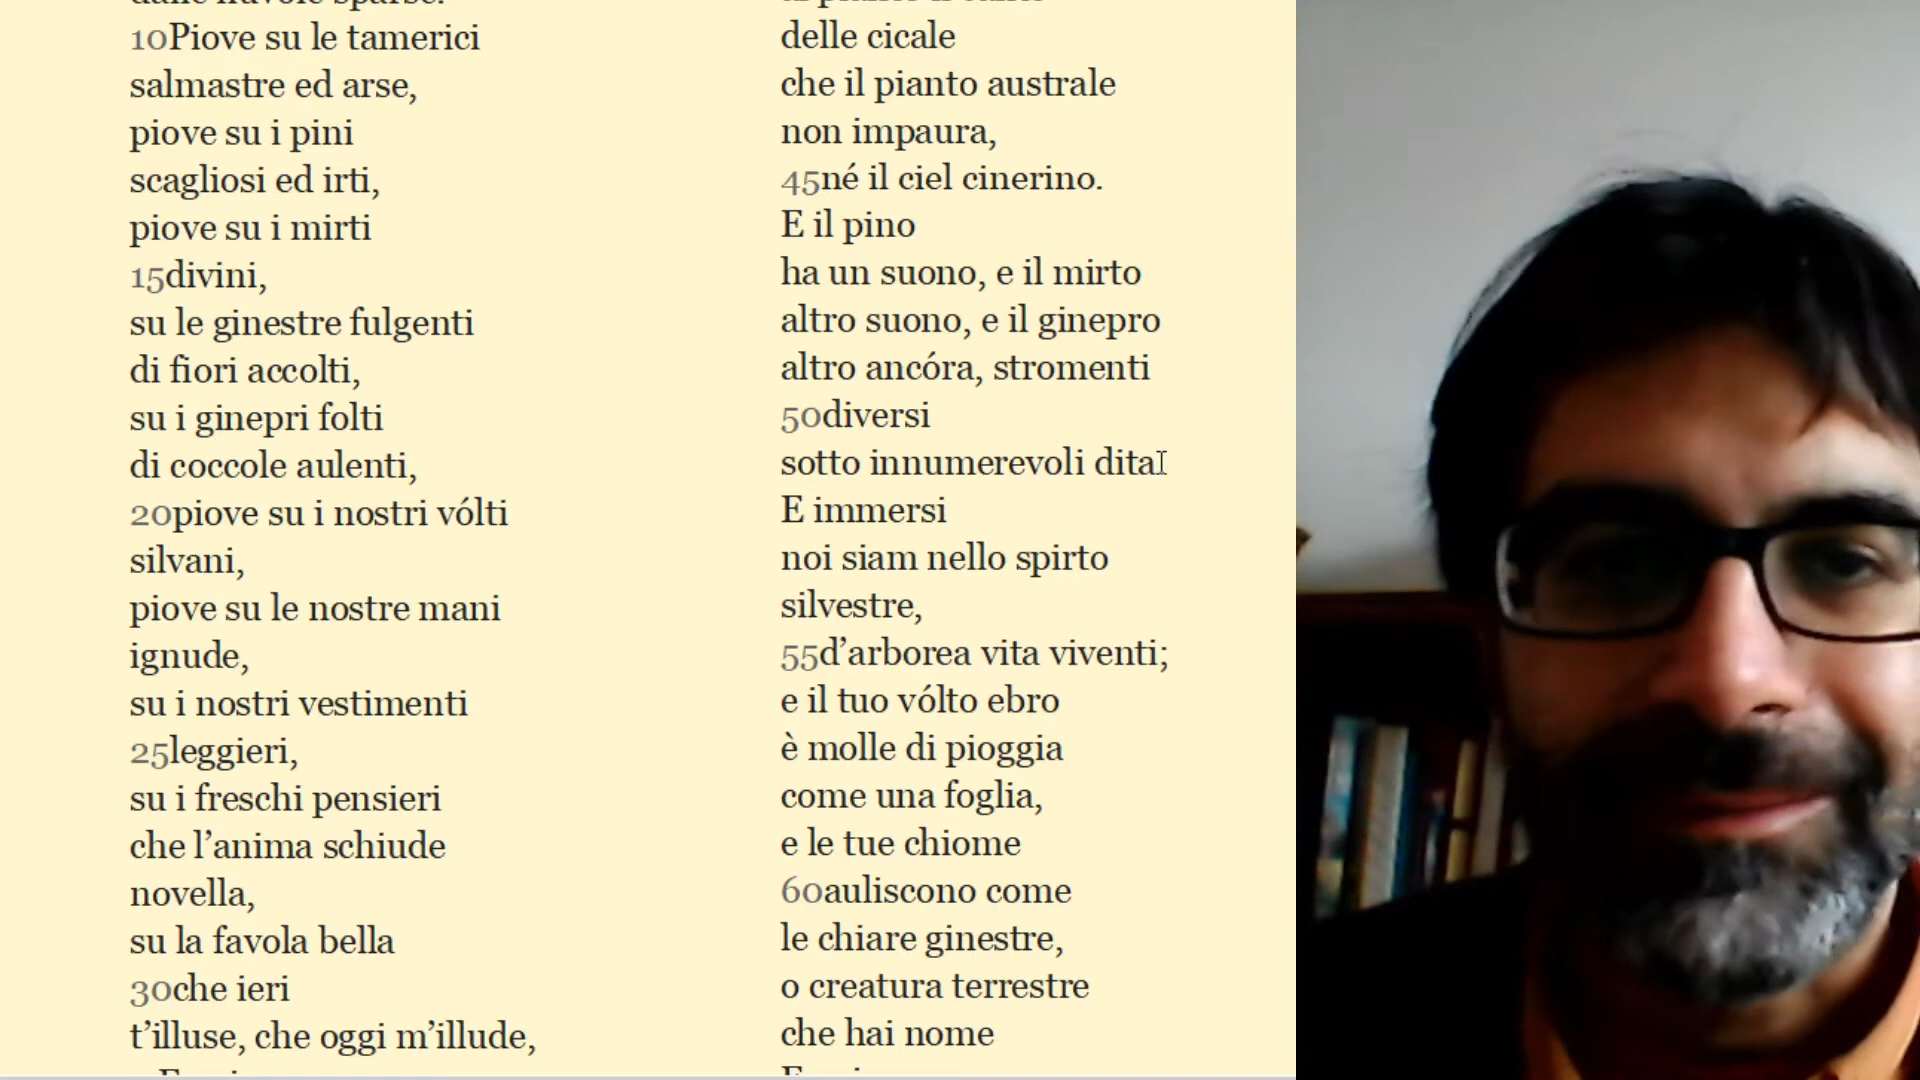 10Piove su le tamerici
salmastre ed arse,
piove su i pini
scagliosi ed irti,
piove su i mirti
15divini,
su le ginestre fulgenti
di fiori accolti,
su i ginepri folti
di coccole aulenti,
20piove su i nostri vólti
silvani,
piove su le nostre mani
ignude,
su i nostri vestimenti
25leggieri,
su i freschi pensieri
che l’anima schiude
novella,
su la favola bella
30che ieri
t’illuse, che oggi m’illude,
delle cicale
che il pianto australe
non impaura,
45né il ciel cinerino.
E il pino
ha un suono, e il mirto
altro suono, e il ginepro
altro ancóra, stromenti
50diversi
sotto innumerevoli dita
E immersi
noi siam nello spirto
silvestre,
55d’arborea vita viventi;
e il tuo vólto ebro
è molle di pioggia
come una foglia,
e le tue chiome
60auliscono come
le chiare ginestre,
o creatura terrestre
che hai nome